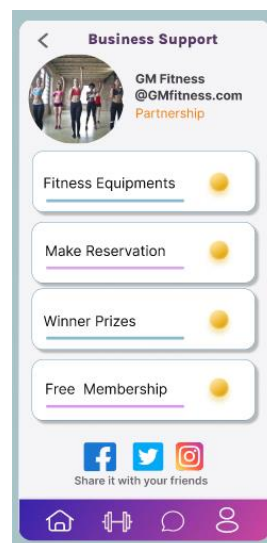 Business Support
GM Fitness
@GMfitness.com
Partnership
Fitness Equipments
Make Reservation
Winner Prizes
Free Membership
Share it with your friends